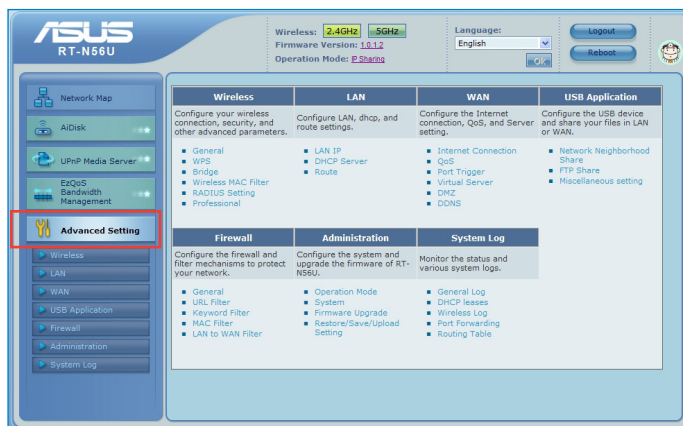 ASUS
RT-N56U
Wireless: 2.4GHz 5GHz
Firmware Version: 1.0.1.2
Operation Mode: IP Sharing
Language:
English
OK
Logout
Reboot
Network Map
AiDisk
UPnP Media Server
EzQoS
Bandwidth
Management
Advanced Setting
Wireless
LAN
WAN
USB Application
Firewall
Administration
System Log
Wireless
Configure your wireless
connection, security, and
other advanced parameters.
General
WPS
Bridge
Wireless MAC Filter
RADIUS Setting
Professional
LAN
Configure LAN, dhcp, and
route settings.
LAN IP
DHCP Server
Route
WAN
Configure the Internet
connection, QoS, and Server
setting.
Internet Connection
QoS
Port Trigger
Virtual Server
DMZ
DDNS
USB Application
Configure the USB device
and share your files in LAN
or WAN.
Network Neighborhood
Share
FTP Share
Miscellaneous setting
Firewall
Configure the firewall and
filter mechanisms to protect
your network.
General
URL Filter
Keyword Filter
MAC Filter
LAN to WAN Filter
Administration
Configure the system and
upgrade the firmware of RT-
N56U.
Operation Mode
System
Firmware Upgrade
Restore/Save/Upload
Setting
System Log
Monitor the status and
various system logs.
General Log
DHCP leases
Wireless Log
Port Forwarding
Routing Table